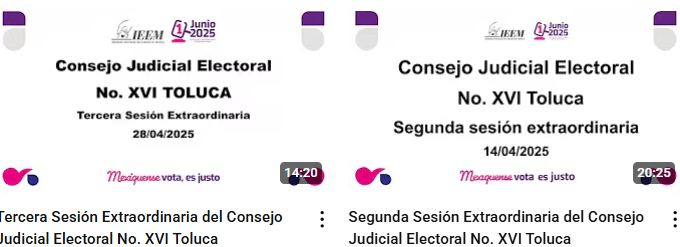 IEEM
1 Junio
2025
Consejo Judicial Electoral
No. XVI TOLUCA
Tercera Sesión Extraordinaria
28/04/2025
Mexiquense vota, es justo
14:20
Tercera Sesión Extraordinaria del Consejo
Judicial Electoral No. XVI Toluca
IEEM
1 Junio
2025
Consejo Judicial Electoral
No. XVI Toluca
Segunda sesión extraordinaria
14/04/2025
Mexiquense vota, es justo
20:25
Segunda Sesión Extraordinaria del Consejo
Judicial Electoral No. XVI Toluca